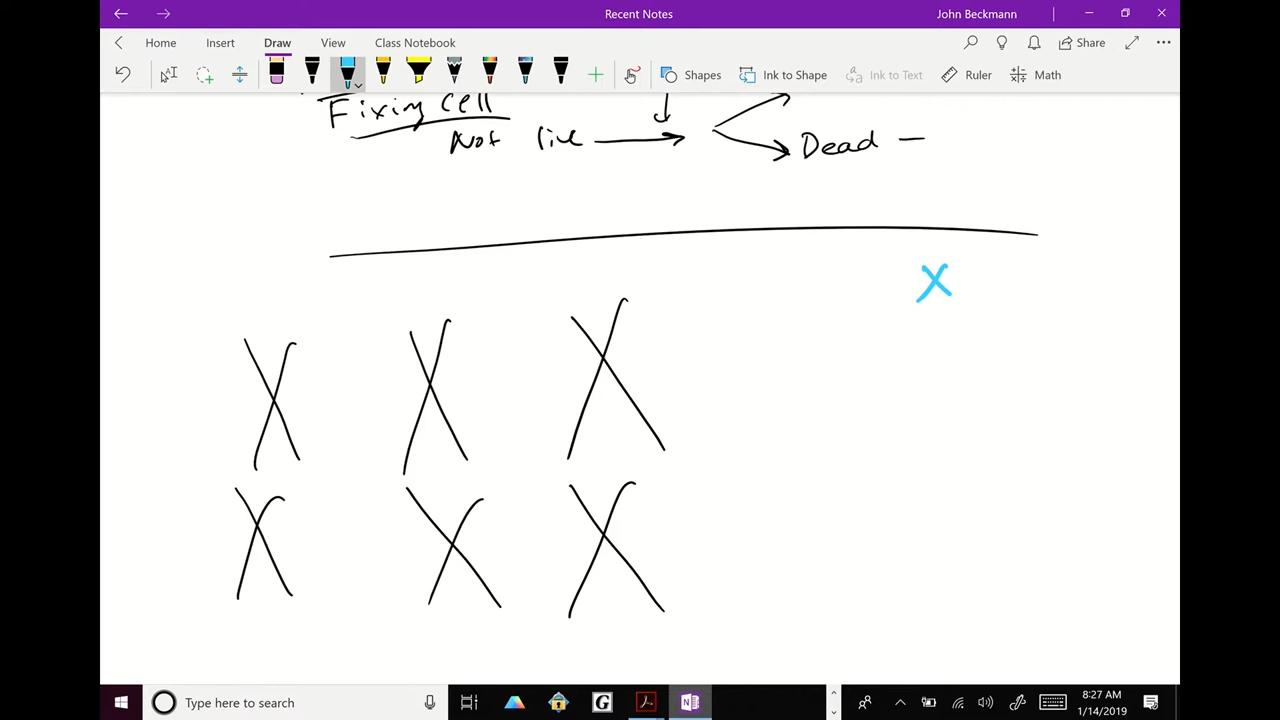 Recent Notes
John Beckmann
Home Insert Draw View Class Notebook Share
Shapes Ink to Shape Ink to Text Ruler Math
Fixing cell
Not live
Dead —
X
X X X
X X X
Type here to search
8:27 AM
1/14/2019